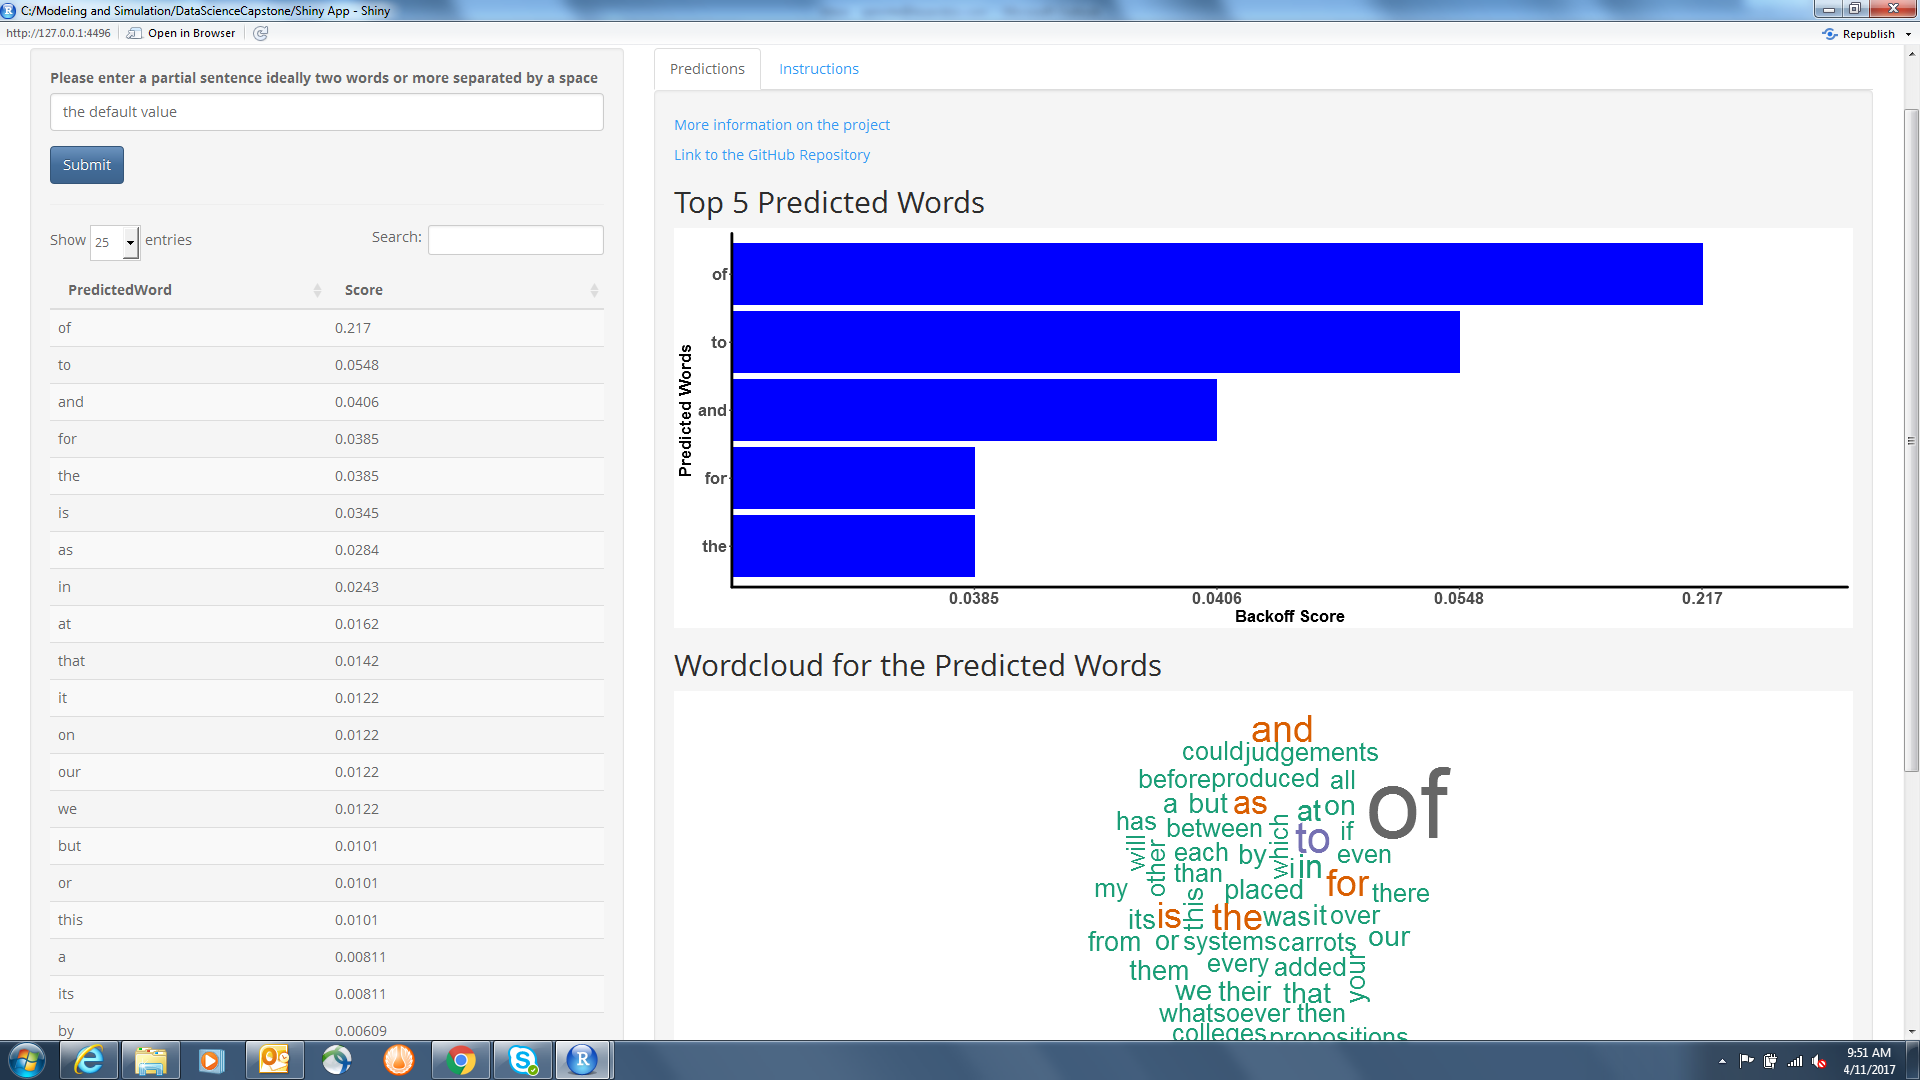 C:/Modeling and Simulation/DataScienceCapstone/Shiny App - Shiny
http://127.0.0.1:4496
Open in Browser
Republish
Please enter a partial sentence ideally two words or more separated by a space
the default value
Submit
Show 25 entries
Search:
PredictedWord Score
of 0.217
to 0.0548
and 0.0406
for 0.0385
the 0.0385
is 0.0345
as 0.0284
in 0.0243
at 0.0162
that 0.0142
it 0.0122
on 0.0122
our 0.0122
we 0.0122
but 0.0101
or 0.0101
this 0.0101
a 0.00811
its 0.00811
by 0.00609
Predictions Instructions
More information on the project
Link to the GitHub Repository
Top 5 Predicted Words
Predicted Words
of
to
and
for
the
0.0385 0.0406 0.0548 0.217
Backoff Score
Wordcloud for the Predicted Words
and
could judgements
before produced all
of
a but as at on
has between which to if
will other each by i in even
than
my placed for there
its is this the was it over
from or systems carrots our
them every added your
we their that
whatsoever then
colleges propositions
9:51 AM
4/11/2017